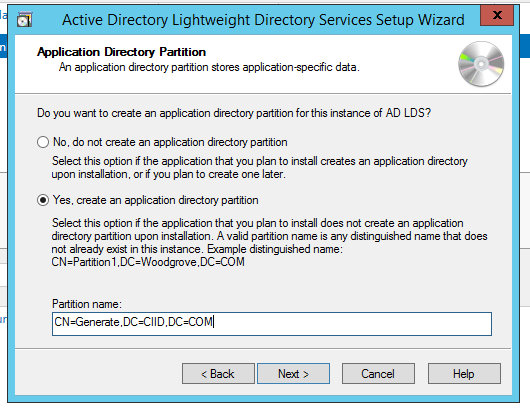 Active Directory Lightweight Directory Services Setup Wizard
x
Application Directory Partition
An application directory partition stores application-specific data.
Do you want to create an application directory partition for this instance of AD LDS?
No, do not create an application directory partition
Select this option if the application that you plan to install creates an application directory
upon installation, or if you plan to create one later.
Yes, create an application directory partition
Select this option if the application that you plan to install does not create an application
directory partition upon installation. A valid partition name is any distinguished name that does
not already exist in this instance. Example distinguished name:
CN=Partition1,DC=Woodgrove,DC=COM
Partition name:
CN=Generate,DC=CIID,DC=COM
< Back
Next >
Cancel
Help